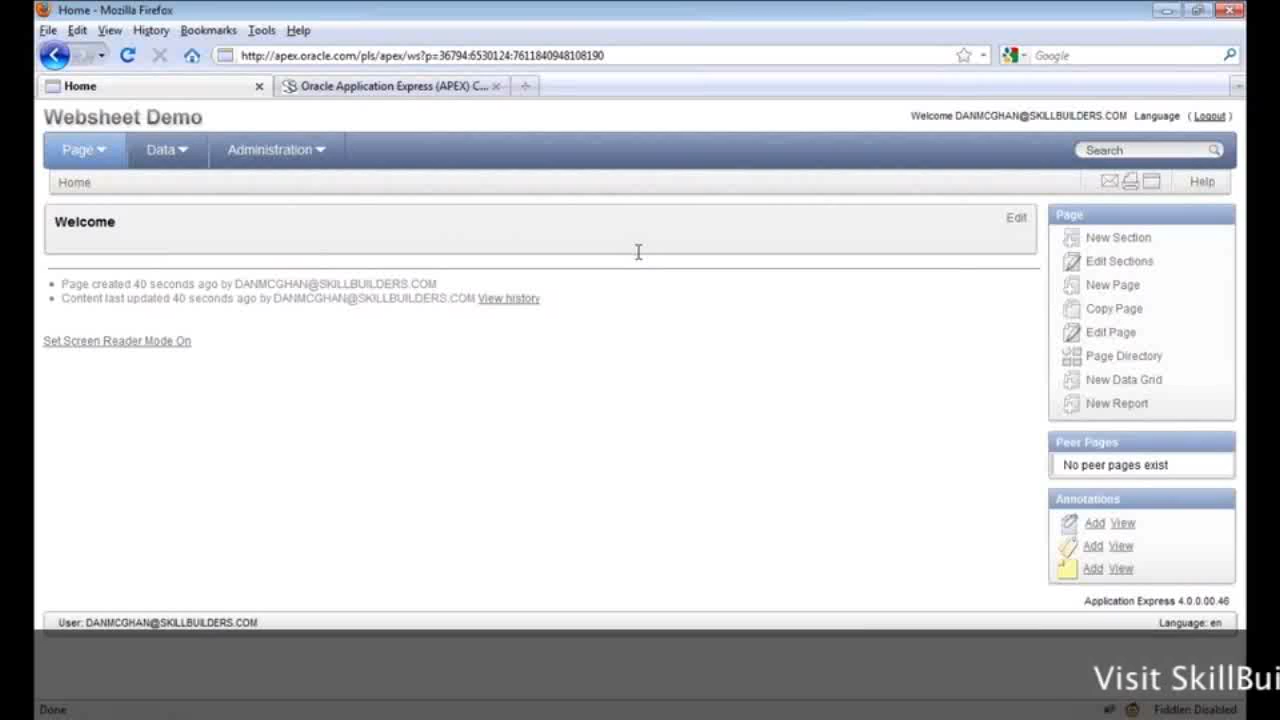 Home - Mozilla Firefox
File Edit View History Bookmarks Tools Help
http://apex.oracle.com/pls/apex/ws?p=36794:6530124:7611840948108190
Google
Home
Oracle Application Express (APEX) C...
Websheet Demo
Welcome DANMCGHAN@SKILLBUILDERS.COM Language ( Logout )
Page Data Administration
Search
Home
Help
Welcome
Edit
Page created 40 seconds ago by DANMCGHAN@SKILLBUILDERS.COM
Content last updated 40 seconds ago by DANMCGHAN@SKILLBUILDERS.COM View history
Set Screen Reader Mode On
Page
New Section
Edit Sections
New Page
Copy Page
Edit Page
Page Directory
New Data Grid
New Report
Peer Pages
No peer pages exist
Annotations
Add View
Add View
Add View
Application Express 4.0.0.00.46
User: DANMCGHAN@SKILLBUILDERS.COM
Language: en
Visit SkillBui
Done
Fiddler: Disabled